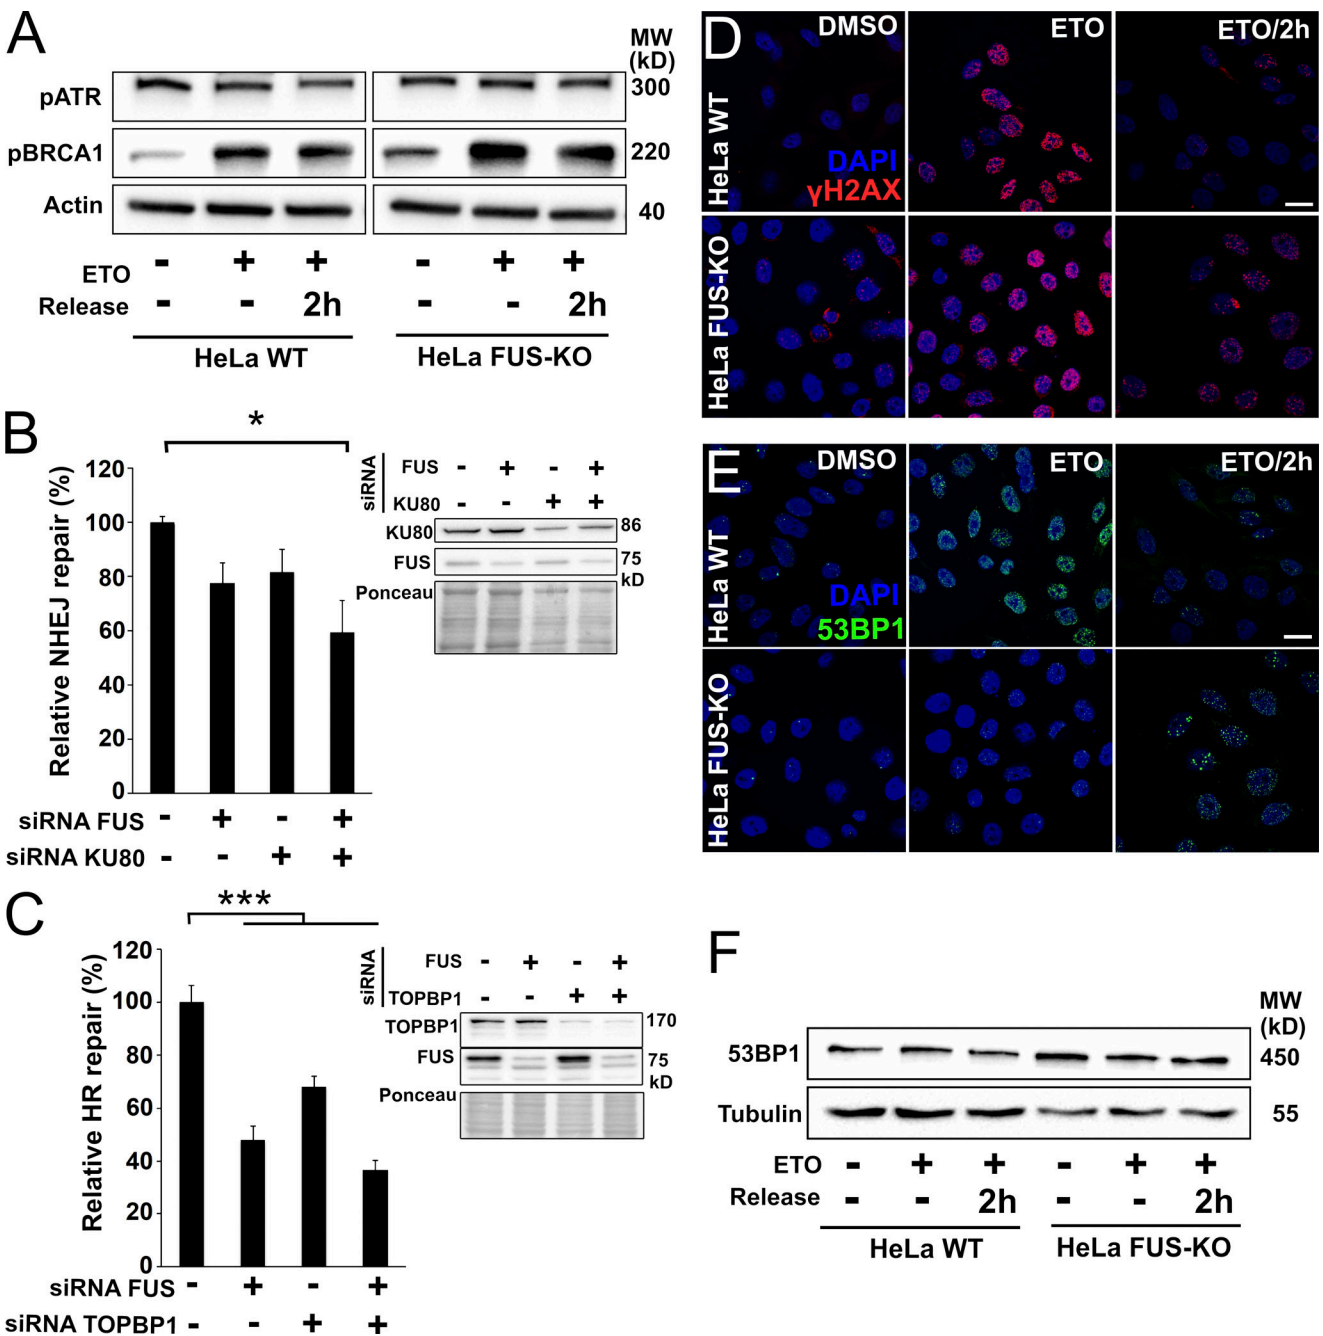 A
MW
(kD)
pATR
300
pBRCA1
220
Actin
40
ETO - + + - + +
Release - - 2h - - 2h
HeLa WT HeLa FUS-KO
B
*
Relative NHEJ repair (%)
120
100
80
60
40
20
0
siRNA FUS - + - +
siRNA KU80 - - + +
siRNA
FUS - + - +
KU80 - - + +
KU80 86
FUS 75
kD
Ponceau
C
***
Relative HR repair (%)
120
100
80
60
40
20
0
siRNA FUS - + - +
siRNA TOPBP1 - - + +
siRNA
FUS - + - +
TOPBP1 - - + +
TOPBP1 170
FUS 75
kD
Ponceau
D
DMSO ETO ETO/2h
HeLa WT
DAPI
γH2AX
HeLa FUS-KO
E
DMSO ETO ETO/2h
HeLa WT
DAPI
53BP1
HeLa FUS-KO
F
MW
(kD)
53BP1 450
Tubulin 55
ETO - + + - + +
Release - - 2h - - 2h
HeLa WT HeLa FUS-KO